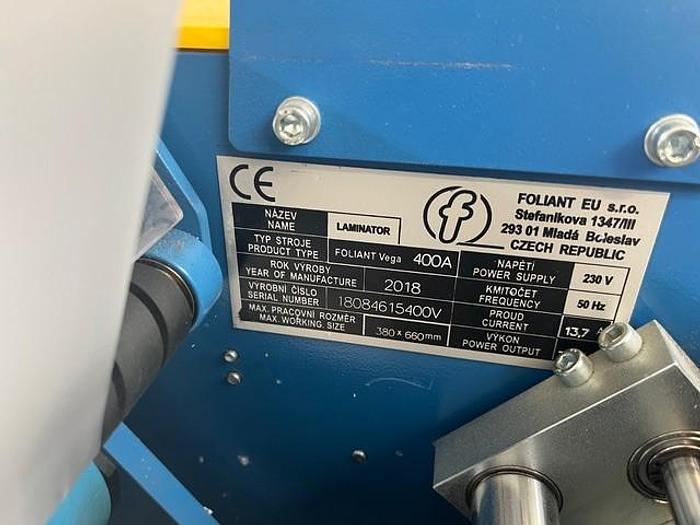 CE
f
FOLIANT EU s.r.o.
Stefanikova 1347/III
293 01 Mladá Boleslav
CZECH REPUBLIC
NÁZEV
NAME
LAMINATOR
TYP STROJE
PRODUCT TYPE
FOLIANT Vega 400A
ROK VÝROBY
YEAR OF MANUFACTURE
2018
VÝROBNÍ ČÍSLO
SERIAL NUMBER
18084615400V
MAX. PRACOVNÍ ROZMĚR
MAX. WORKING. SIZE
380 x 660 mm
NAPĚTÍ
POWER SUPPLY
230 V
KMITOČET
FREQUENCY
50 Hz
PROUD
CURRENT
13,7
VÝKON
POWER OUTPUT